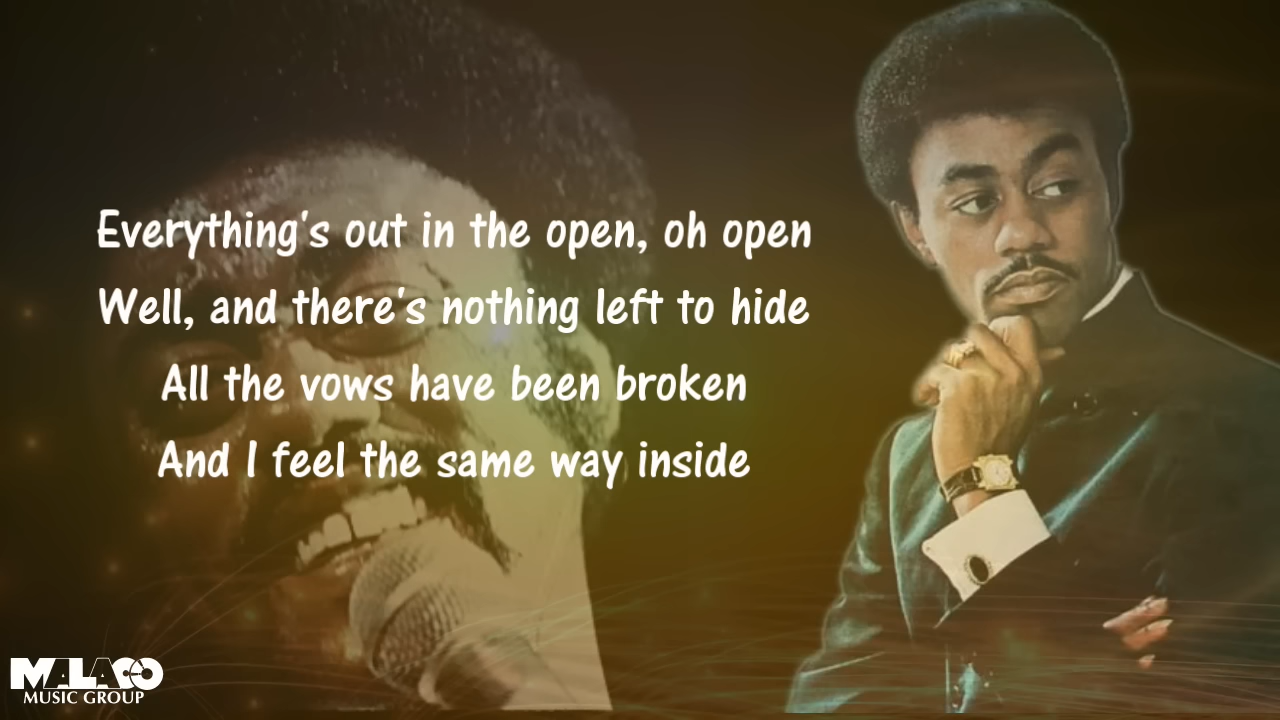 Everything's out in the open, oh open
Well, and there's nothing left to hide
All the vows have been broken
And I feel the same way inside
MALACO
MUSIC GROUP